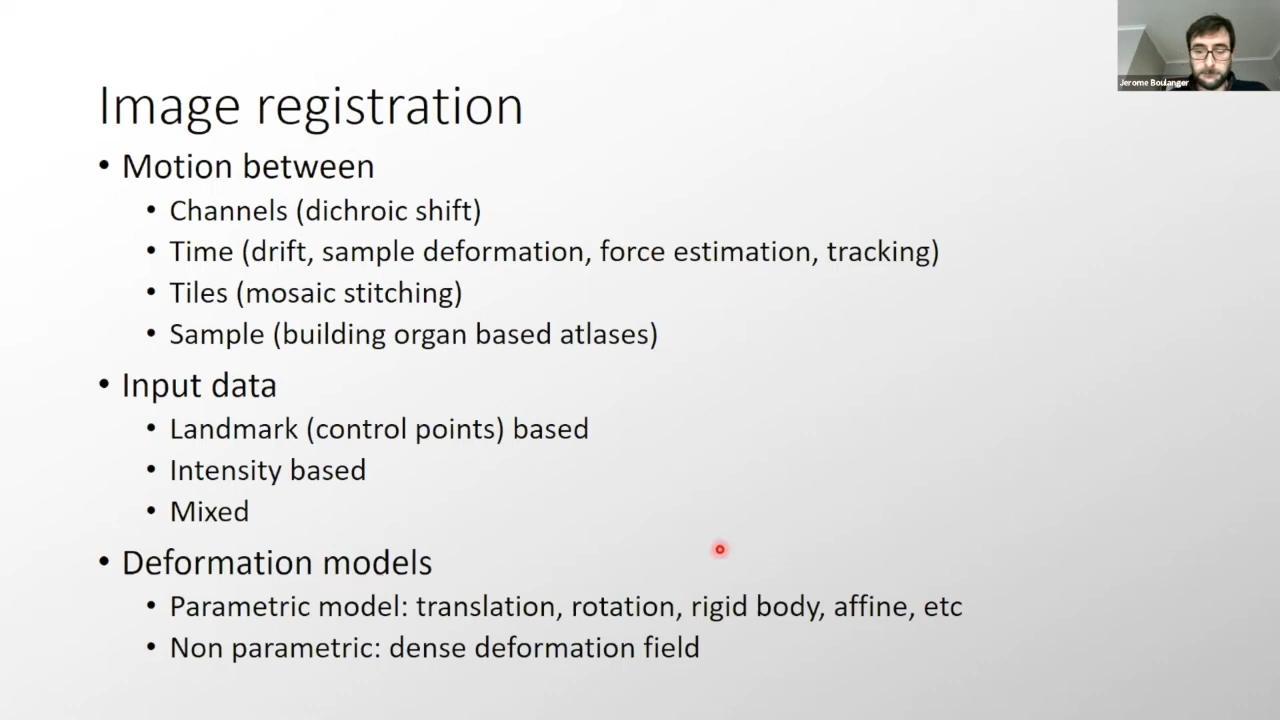 Jerome Boulanger
Image registration
• Motion between
• Channels (dichroic shift)
• Time (drift, sample deformation, force estimation, tracking)
• Tiles (mosaic stitching)
• Sample (building organ based atlases)
• Input data
• Landmark (control points) based
• Intensity based
• Mixed
• Deformation models
• Parametric model: translation, rotation, rigid body, affine, etc
• Non parametric: dense deformation field